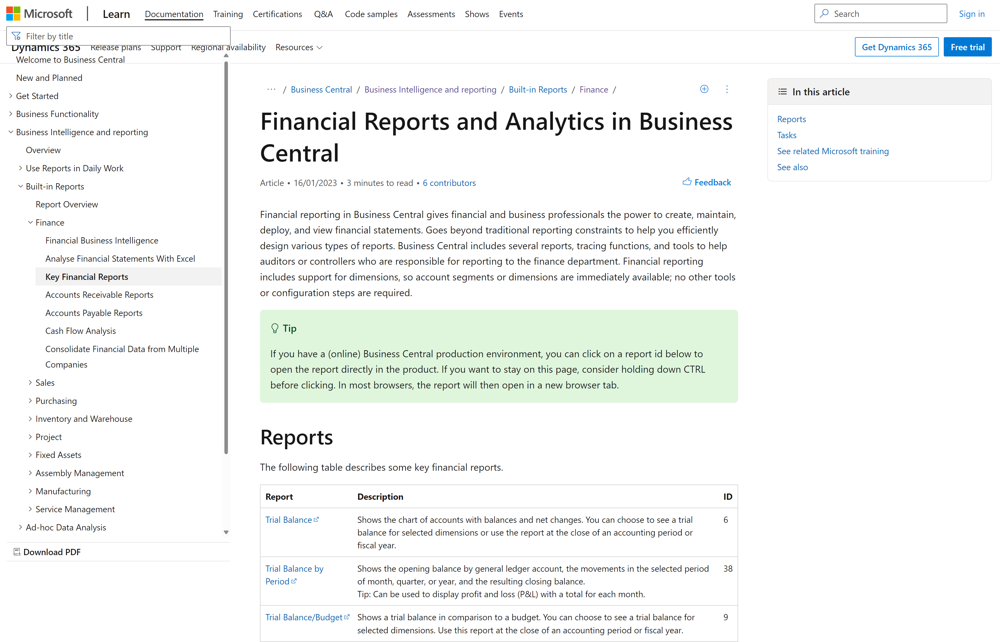 Microsoft
Learn
Documentation
Training
Certifications
Q&A
Code samples
Assessments
Shows
Events
Search
Sign in
Filter by title
Dynamics 365
Release plans
Support
Regional availability
Resources
Get Dynamics 365
Free trial
Welcome to Business Central
New and Planned
Get Started
Business Functionality
Business Intelligence and reporting
Overview
Use Reports in Daily Work
Built-in Reports
Report Overview
Finance
Financial Business Intelligence
Analyse Financial Statements With Excel
Key Financial Reports
Accounts Receivable Reports
Accounts Payable Reports
Cash Flow Analysis
Consolidate Financial Data from Multiple
Companies
Sales
Purchasing
Inventory and Warehouse
Project
Fixed Assets
Assembly Management
Manufacturing
Service Management
Ad-hoc Data Analysis
Download PDF
... / Business Central / Business Intelligence and reporting / Built-in Reports / Finance /
Financial Reports and Analytics in Business
Central
Article • 16/01/2023 • 3 minutes to read • 6 contributors
Feedback
Financial reporting in Business Central gives financial and business professionals the power to create, maintain,
deploy, and view financial statements. Goes beyond traditional reporting constraints to help you efficiently
design various types of reports. Business Central includes several reports, tracing functions, and tools to help
auditors or controllers who are responsible for reporting to the finance department. Financial reporting
includes support for dimensions, so account segments or dimensions are immediately available; no other tools
or configuration steps are required.
Tip
If you have a (online) Business Central production environment, you can click on a report id below to
open the report directly in the product. If you want to stay on this page, consider holding down CTRL
before clicking. In most browsers, the report will then open in a new browser tab.
Reports
The following table describes some key financial reports.
Report Description ID
Trial Balance Shows the chart of accounts with balances and net changes. You can choose to see a trial 6
balance for selected dimensions or use the report at the close of an accounting period or
fiscal year.
Trial Balance by Shows the opening balance by general ledger account, the movements in the selected period 38
Period of month, quarter, or year, and the resulting closing balance.
Tip: Can be used to display profit and loss (P&L) with a total for each month.
Trial Balance/Budget Shows a trial balance in comparison to a budget. You can choose to see a trial balance for 9
selected dimensions. Use this report at the close of an accounting period or fiscal year.
In this article
Reports
Tasks
See related Microsoft training
See also